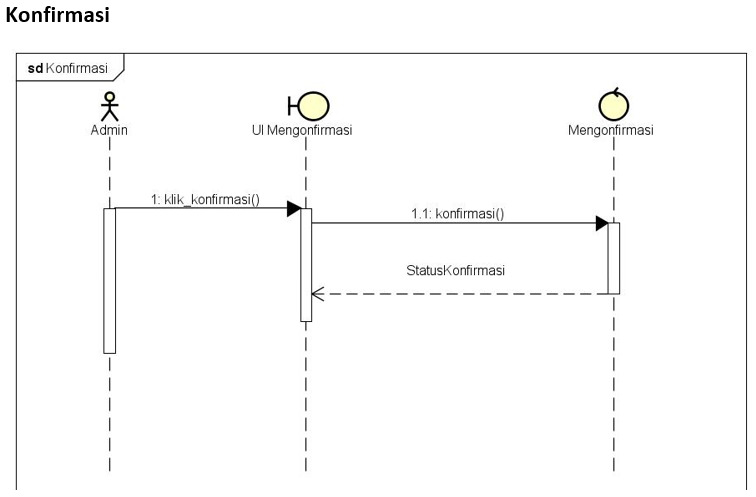 Konfirmasi
sd Konfirmasi
Admin
UI Mengonfirmasi
Mengonfirmasi
1: klik_konfirmasi()
1.1: konfirmasi()
StatusKonfirmasi